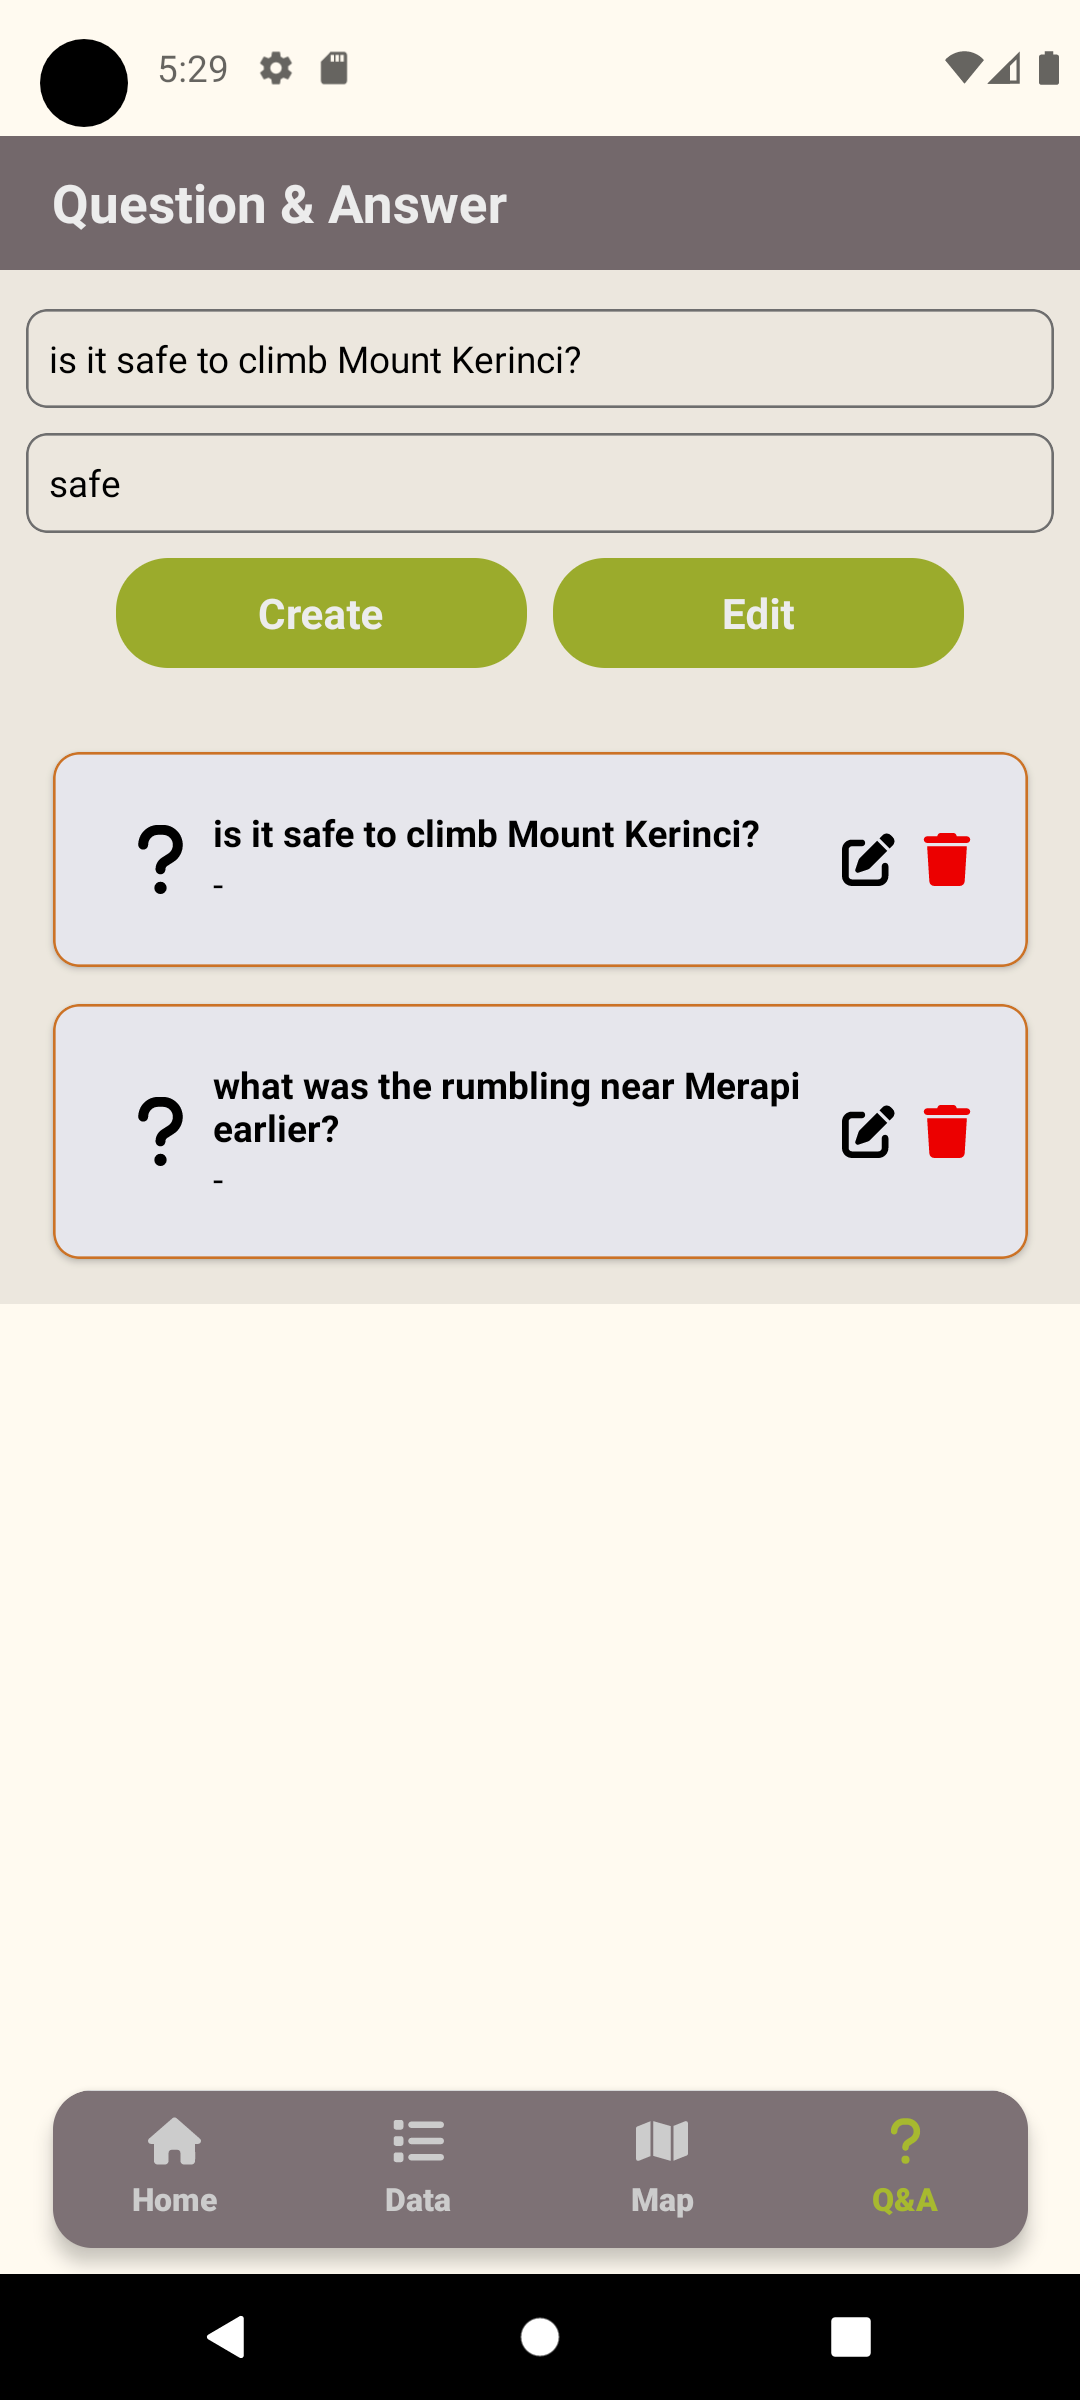 5:29
Question & Answer
is it safe to climb Mount Kerinci?
safe
Create
Edit
is it safe to climb Mount Kerinci?
-
what was the rumbling near Merapi
earlier?
-
Home
Data
Map
Q&A